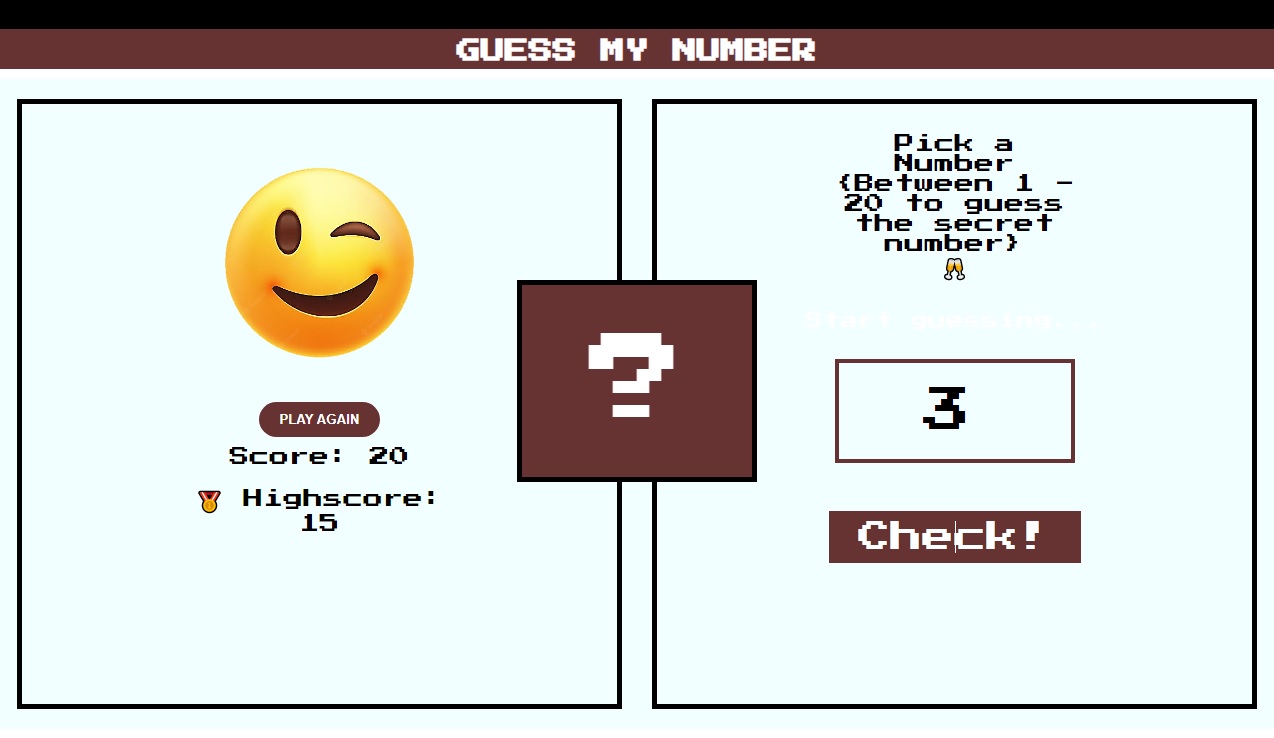 GUESS MY NUMBER
?
PLAY AGAIN
Score: 20
Highscore:
15
Pick a
Number
(Between 1 -
20 to guess
the secret
number)
Start guessing
3
Check!